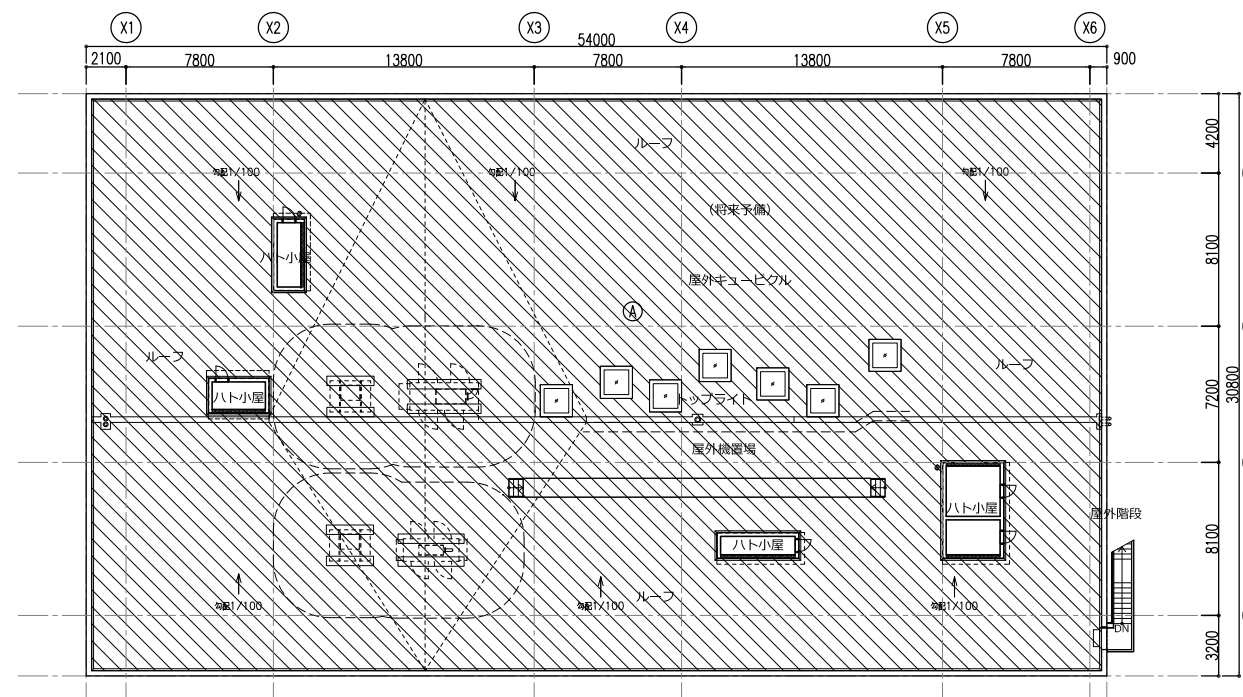 X1 X2 X3 X4 X5 X6
54000
2100 7800 13800 7800 13800 7800 900
ルーフ
4200
勾配1/100 勾配1/100 勾配1/100
(将来予備)
ハト小屋
8100
屋外キュービクル
A
ルーフ ルーフ
ハト小屋
トップライト
7200
30800
屋外機置場
ハト小屋
屋外階段
ハト小屋
8100
勾配1/100 ルーフ 勾配1/100 勾配1/100
DN
3200